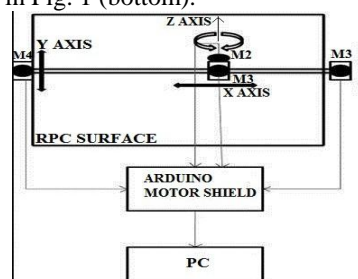 in Fig. 1 (bottom).
Z AXIS
M4 Y AXIS M2 M3
M3
X AXIS
RPC SURFACE
ARDUINO
MOTOR SHIELD
PC